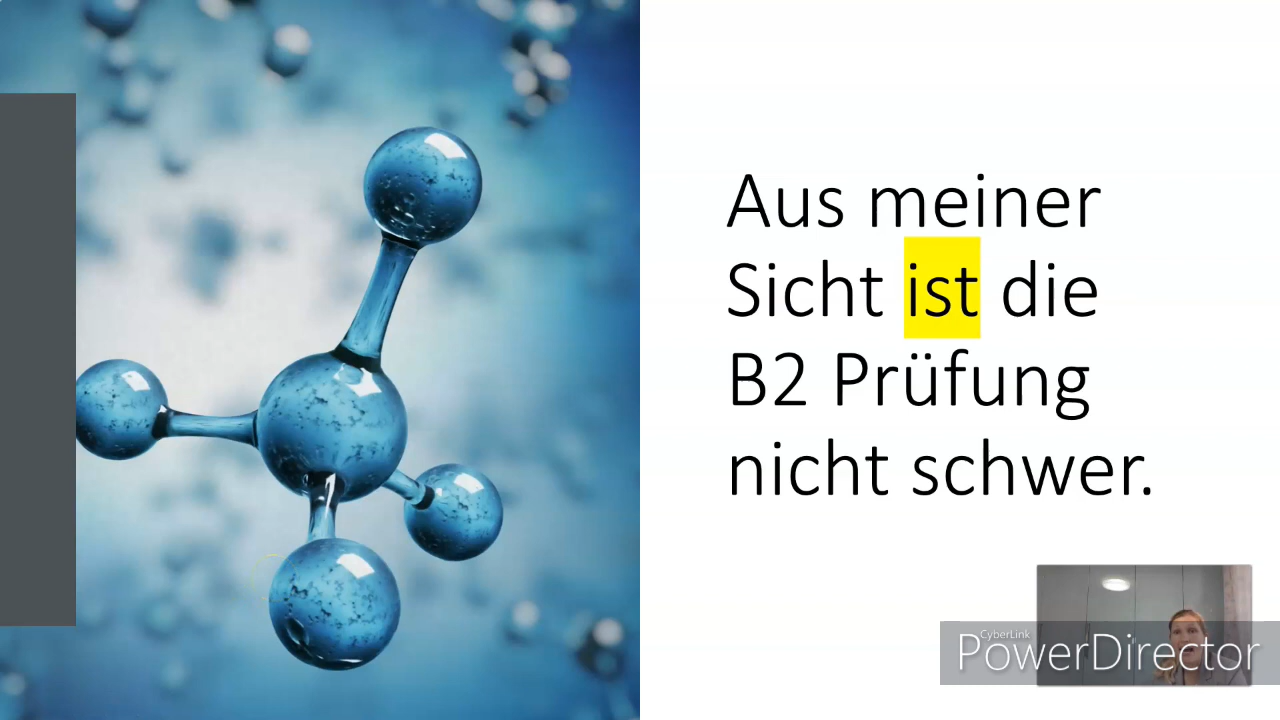 Aus meiner
Sicht ist die
B2 Prüfung
nicht schwer.
CyberLink
PowerDirector